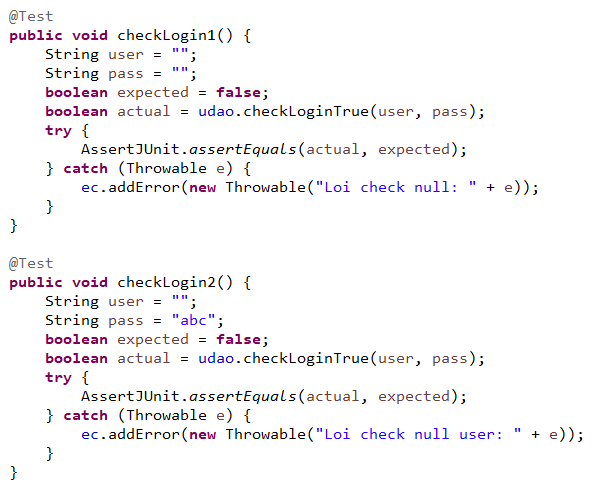 @Test
public void checkLogin1() {
    String user = "";
    String pass = "";
    boolean expected = false;
    boolean actual = udao.checkLoginTrue(user, pass);
    try {
        AssertJUnit.assertEquals(actual, expected);
    } catch (Throwable e) {
        ec.addError(new Throwable("Loi check null: " + e));
    }
}

@Test
public void checkLogin2() {
    String user = "";
    String pass = "abc";
    boolean expected = false;
    boolean actual = udao.checkLoginTrue(user, pass);
    try {
        AssertJUnit.assertEquals(actual, expected);
    } catch (Throwable e) {
        ec.addError(new Throwable("Loi check null user: " + e));
    }
}